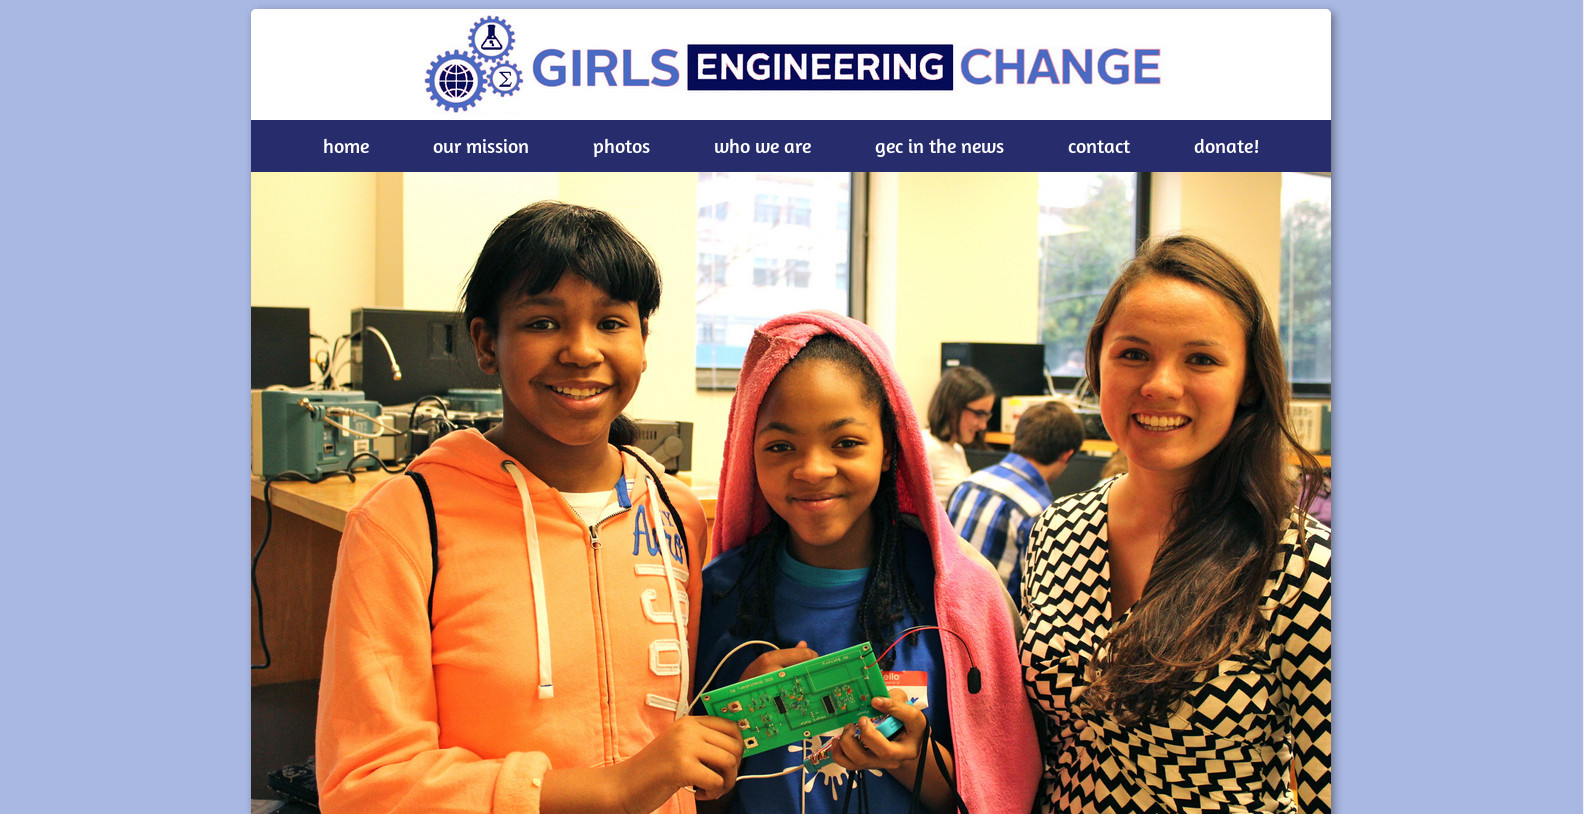 GIRLS ENGINEERING CHANGE
home our mission photos who we are gec in the news contact donate!